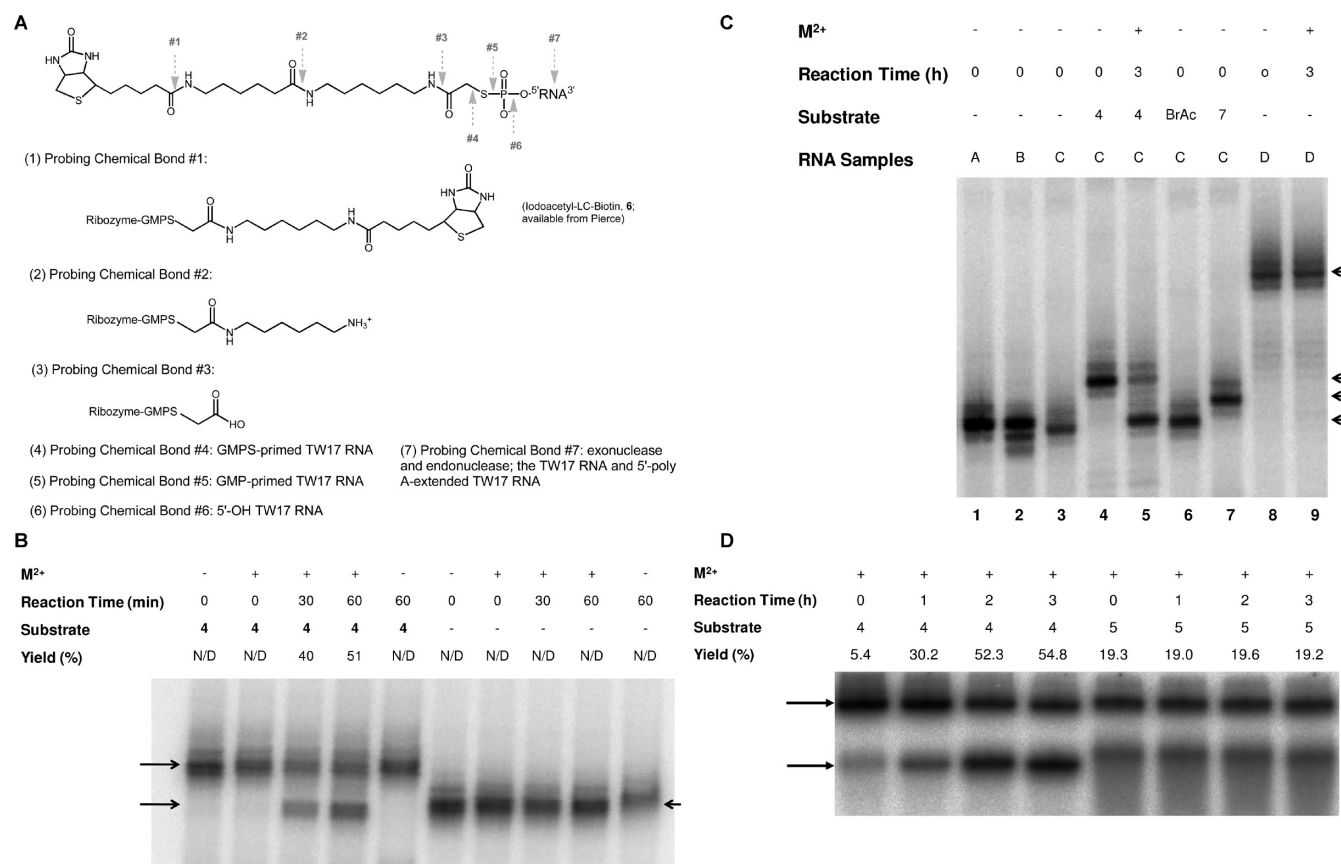 A
#1
#2
#3
#5
#7
#4
#6
O
HN
NH
S
O
H
N
O
N
H
H
N
O
S
O
P
O
O-
O-5'RNA3'
(1) Probing Chemical Bond #1:
Ribozyme-GMPS
O
N
H
H
N
O
O
HN
NH
S
(Iodoacetyl-LC-Biotin, 6;
available from Pierce)
(2) Probing Chemical Bond #2:
Ribozyme-GMPS
O
N
H
NH3+
(3) Probing Chemical Bond #3:
Ribozyme-GMPS
O
HO
(4) Probing Chemical Bond #4: GMPS-primed TW17 RNA
(5) Probing Chemical Bond #5: GMP-primed TW17 RNA
(6) Probing Chemical Bond #6: 5'-OH TW17 RNA
(7) Probing Chemical Bond #7: exonuclease
and endonuclease; the TW17 RNA and 5'-poly
A-extended TW17 RNA
B
M2+ - + + + - - + + + -
Reaction Time (min) 0 0 30 60 60 0 0 30 60 60
Substrate 4 4 4 4 4 - - - - -
Yield (%) N/D N/D 40 51 N/D N/D N/D N/D N/D N/D
C
M2+ - - - - + - - - +
Reaction Time (h) 0 0 0 0 3 0 0 o 3
Substrate - - - 4 4 BrAc 7 - -
RNA Samples A B C C C C C D D
1 2 3 4 5 6 7 8 9
D
M2+ + + + + + + + +
Reaction Time (h) 0 1 2 3 0 1 2 3
Substrate 4 4 4 4 5 5 5 5
Yield (%) 5.4 30.2 52.3 54.8 19.3 19.0 19.6 19.2